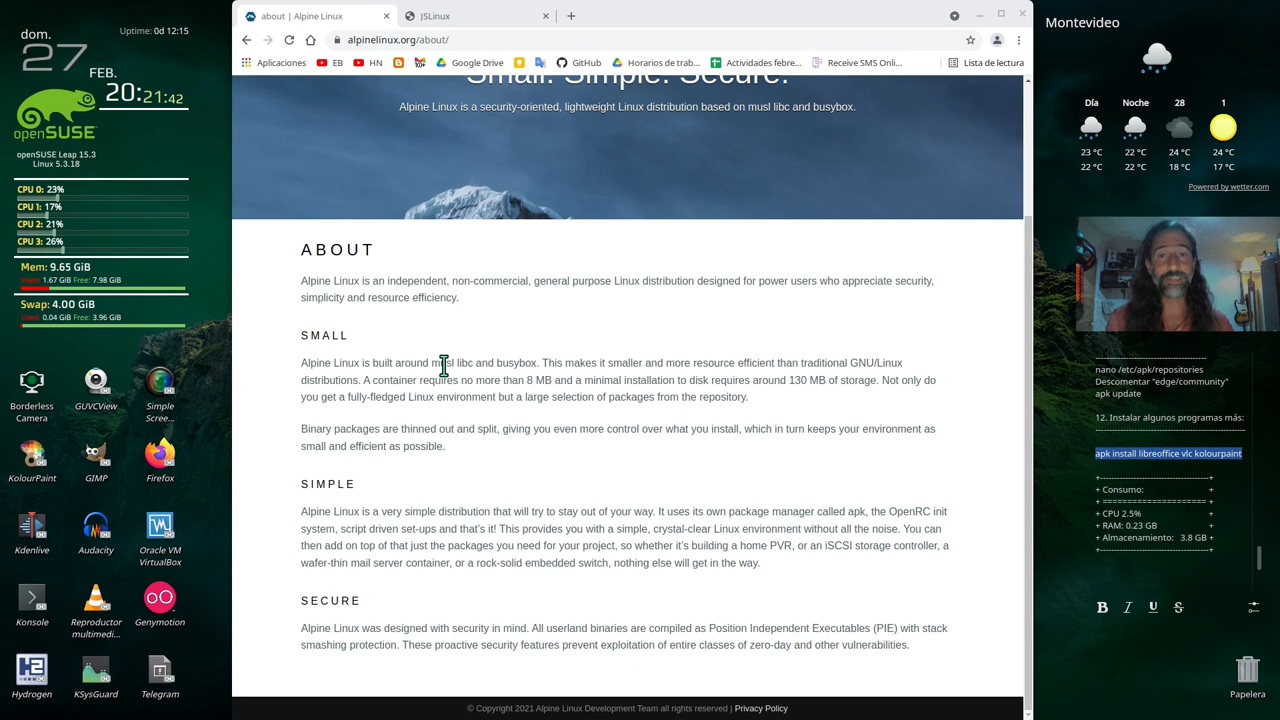 dom.
27
FEB.
20:21:42
Uptime: 0d 12:15
openSUSE
openSUSE Leap 15.3
Linux 5.3.18
CPU 0: 23%
CPU 1: 17%
CPU 2: 21%
CPU 3: 26%
Mem: 9.65 GiB
Used: 1.67 GiB Free: 7.98 GiB
Swap: 4.00 GiB
Used: 0.04 GiB Free: 3.96 GiB
Borderless Camera
GUVCView
Simple Scree...
KolourPaint
GIMP
Firefox
Kdenlive
Audacity
Oracle VM VirtualBox
Konsole
Reproductor multimedi...
Genymotion
Hydrogen
KSysGuard
Telegram
about | Alpine Linux
JSLinux
alpinelinux.org/about/
Aplicaciones
EB
HN
Google Drive
GitHub
Horarios de trab...
Actividades febre...
Receive SMS Onli...
Lista de lectura
Small. Simple. Secure.
Alpine Linux is a security-oriented, lightweight Linux distribution based on musl libc and busybox.
ABOUT
Alpine Linux is an independent, non-commercial, general purpose Linux distribution designed for power users who appreciate security,
simplicity and resource efficiency.
SMALL
Alpine Linux is built around musl libc and busybox. This makes it smaller and more resource efficient than traditional GNU/Linux
distributions. A container requires no more than 8 MB and a minimal installation to disk requires around 130 MB of storage. Not only do
you get a fully-fledged Linux environment but a large selection of packages from the repository.
Binary packages are thinned out and split, giving you even more control over what you install, which in turn keeps your environment as
small and efficient as possible.
SIMPLE
Alpine Linux is a very simple distribution that will try to stay out of your way. It uses its own package manager called apk, the OpenRC init
system, script driven set-ups and that's it! This provides you with a simple, crystal-clear Linux environment without all the noise. You can
then add on top of that just the packages you need for your project, so whether it's building a home PVR, or an iSCSI storage controller, a
wafer-thin mail server container, or a rock-solid embedded switch, nothing else will get in the way.
SECURE
Alpine Linux was designed with security in mind. All userland binaries are compiled as Position Independent Executables (PIE) with stack
smashing protection. These proactive security features prevent exploitation of entire classes of zero-day and other vulnerabilities.
© Copyright 2021 Alpine Linux Development Team all rights reserved | Privacy Policy
Montevideo
Día Noche 28 1
23 °C 22 °C 24 °C 24 °C
22 °C 22 °C 18 °C 17 °C
Powered by wetter.com
----------------------------------------
nano /etc/apk/repositories
Descomentar "edge/community"
apk update
12. Instalar algunos programas más:
----------------------------------------
apk install libreoffice vlc kolourpaint
+-----------------------------------+
+ Consumo: +
+ ===================== +
+ CPU 2.5% +
+ RAM: 0.23 GB +
+ Almacenamiento: 3.8 GB +
+-----------------------------------+
B I U S
Papelera